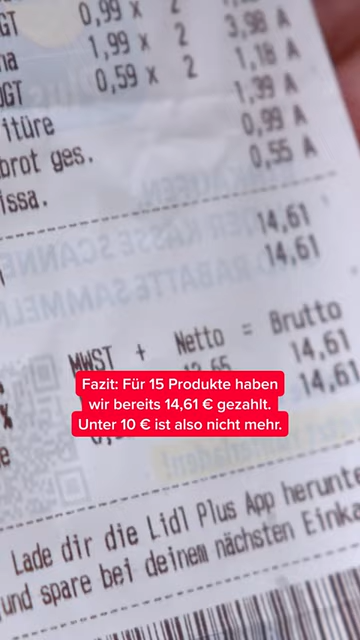 GT 0,99 x 2
1,99 x 2 3,98 A
GT 0,59 x 2 1,18 A
itüre 1,39 A
brot ges. 0,99 A
issa. 0,55 A
14,61
14,61
MWST + Netto = Brutto
14,61
14,61
Fazit: Für 15 Produkte haben
wir bereits 14,61 € gezahlt.
Unter 10 € ist also nicht mehr.
Lade dir die Lidl Plus App herunte
und spare bei deinem nächsten Einka